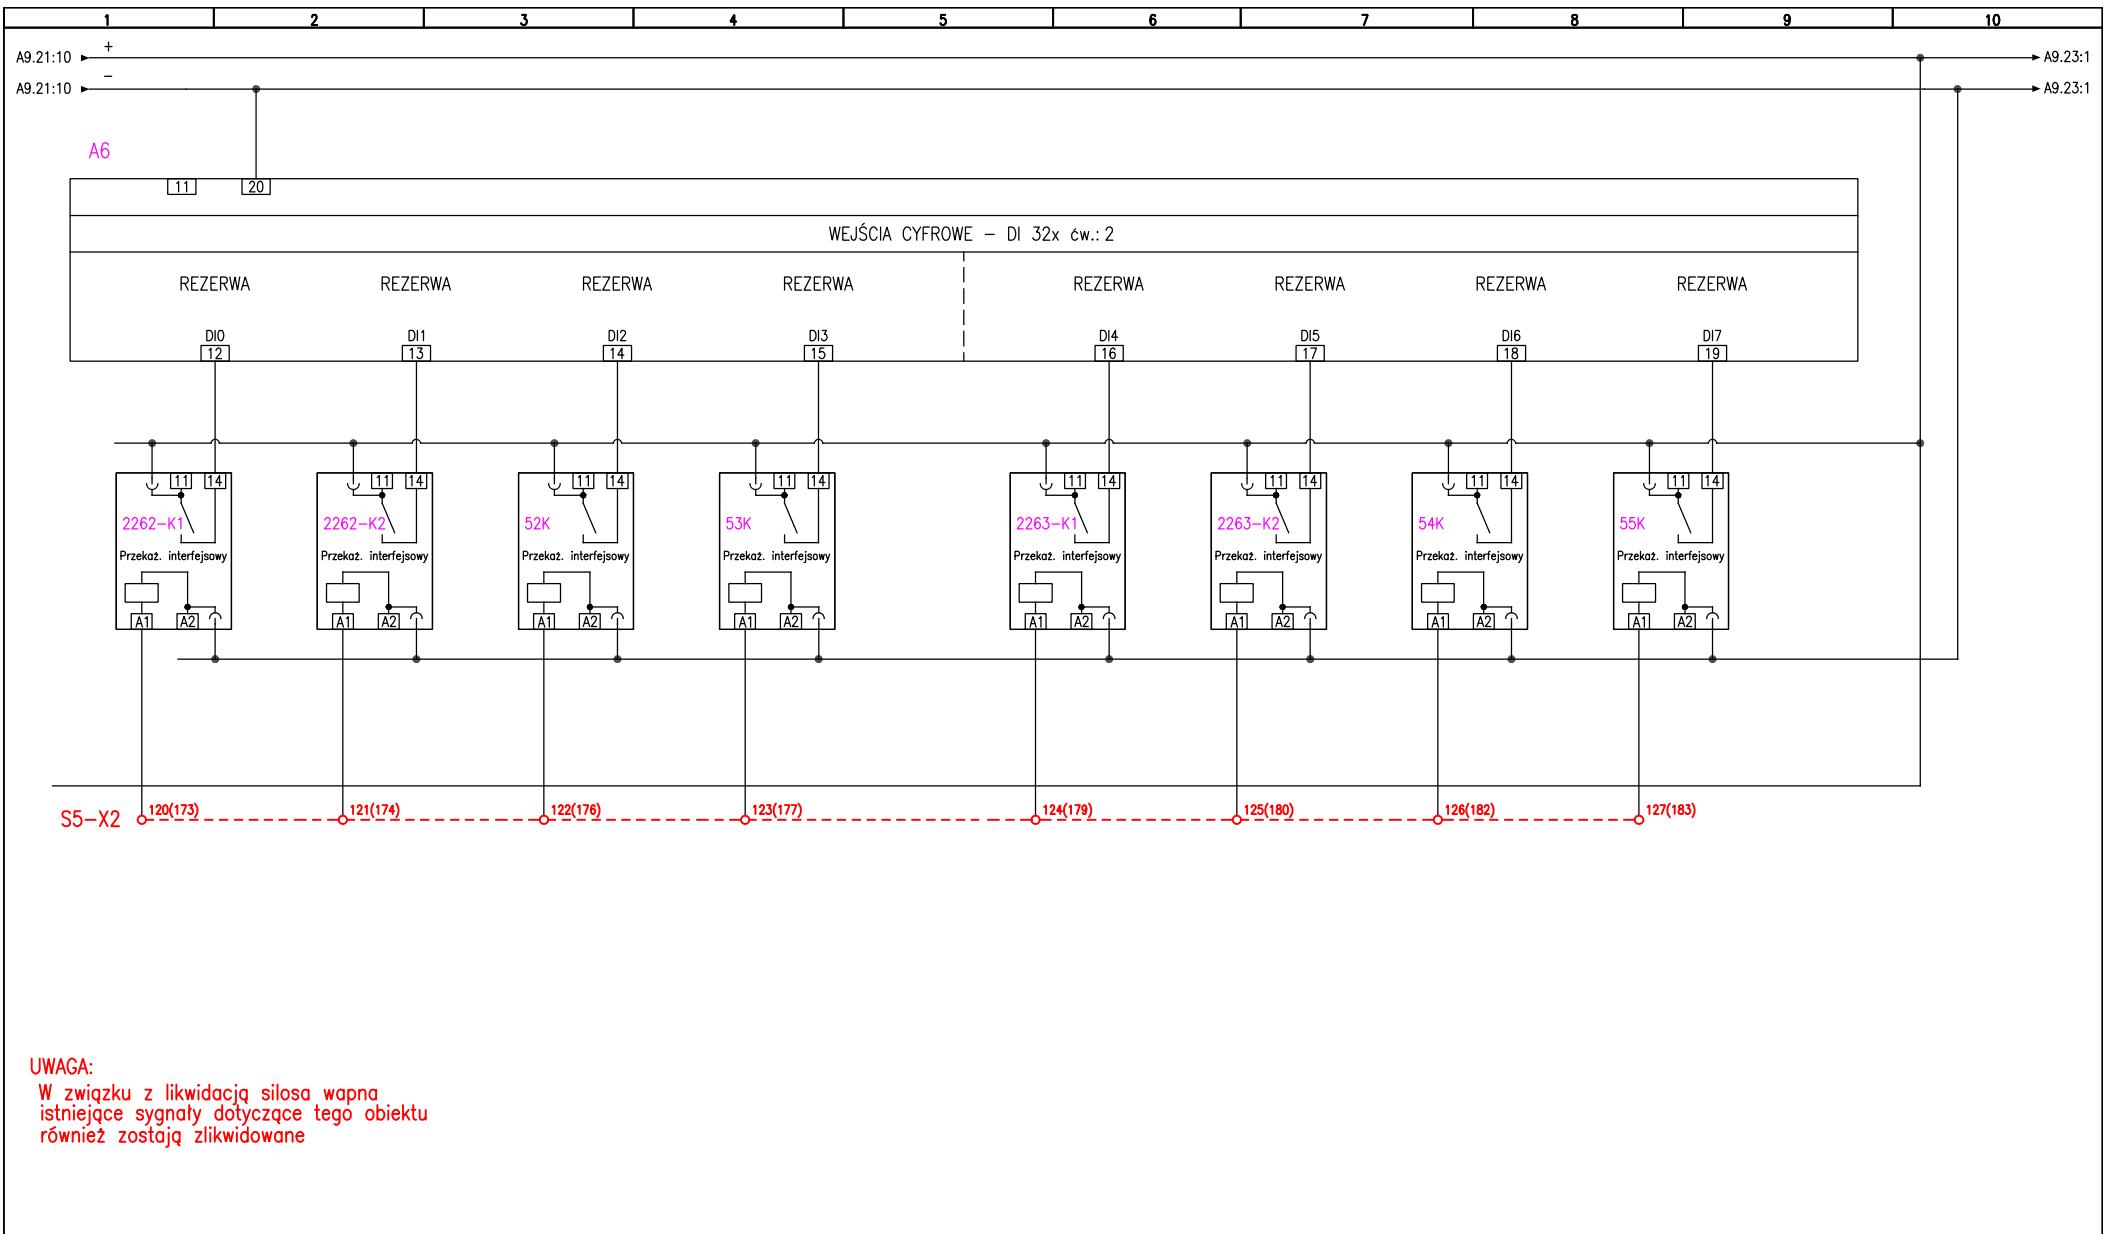 1 2 3 4 5 6 7 8 9 10
+
A9.21:10 A9.23:1
−
A9.21:10 A9.23:1
A6
11 20
WEJŚCIA CYFROWE − DI 32x ćw.: 2
REZERWA REZERWA REZERWA REZERWA REZERWA REZERWA REZERWA REZERWA
DI0 DI1 DI2 DI3 DI4 DI5 DI6 DI7
12 13 14 15 16 17 18 19
11 14 11 14 11 14 11 14 11 14 11 14 11 14 11 14
2262−K1 2262−K2 52K 53K 2263−K1 2263−K2 54K 55K
Przekaź. interfejsowy Przekaź. interfejsowy Przekaź. interfejsowy Przekaź. interfejsowy Przekaź. interfejsowy Przekaź. interfejsowy Przekaź. interfejsowy Przekaź. interfejsowy
A1 A2 A1 A2 A1 A2 A1 A2 A1 A2 A1 A2 A1 A2 A1 A2
S5−X2 120(173) 121(174) 122(176) 123(177) 124(179) 125(180) 126(182) 127(183)
UWAGA:
W związku z likwidacją silosa wapna
istniejące sygnały dotyczące tego obiektu
również zostają zlikwidowane